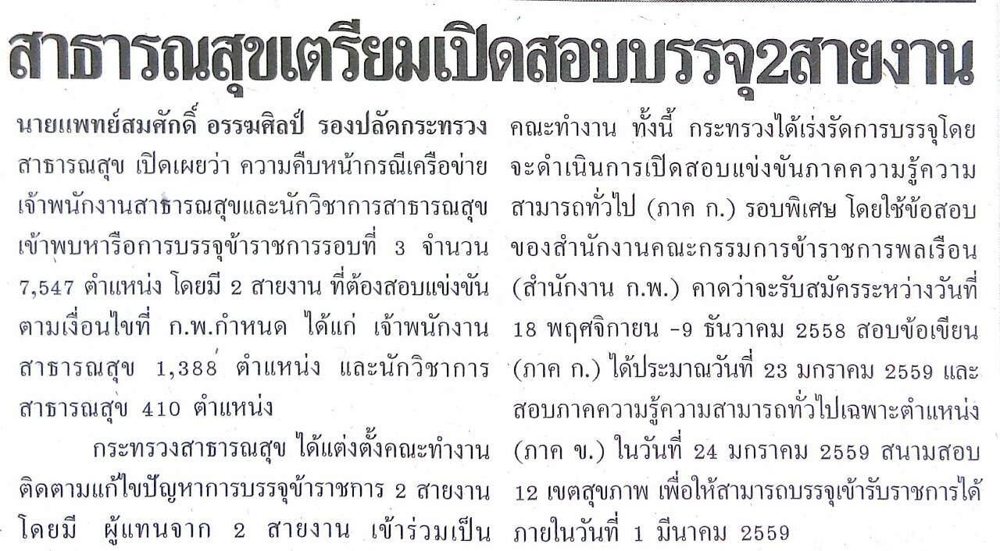 สาธารณสุขเตรียมเปิดสอบบรรจุ2สายงาน
นายแพทย์สมศักดิ์ อรรฆศิลป์ รองปลัดกระทรวง
สาธารณสุข เปิดเผยว่า ความคืบหน้ากรณีเครือข่าย
เจ้าพนักงานสาธารณสุขและนักวิชาการสาธารณสุข
เข้าพบหารือการบรรจุข้าราชการรอบที่ 3 จำนวน
7,547 ตำแหน่ง โดยมี 2 สายงาน ที่ต้องสอบแข่งขัน
ตามเงื่อนไขที่ ก.พ.กำหนด ได้แก่ เจ้าพนักงาน
สาธารณสุข 1,388 ตำแหน่ง และนักวิชาการ
สาธารณสุข 410 ตำแหน่ง
กระทรวงสาธารณสุข ได้แต่งตั้งคณะทำงาน
ติดตามแก้ไขปัญหาการบรรจุข้าราชการ 2 สายงาน
โดยมี ผู้แทนจาก 2 สายงาน เข้าร่วมเป็น
คณะทำงาน ทั้งนี้ กระทรวงได้เร่งรัดการบรรจุโดย
จะดำเนินการเปิดสอบแข่งขันภาคความรู้ความ
สามารถทั่วไป (ภาค ก.) รอบพิเศษ โดยใช้ข้อสอบ
ของสำนักงานคณะกรรมการข้าราชการพลเรือน
(สำนักงาน ก.พ.) คาดว่าจะรับสมัครระหว่างวันที่
18 พฤศจิกายน -9 ธันวาคม 2558 สอบข้อเขียน
(ภาค ก.) ได้ประมาณวันที่ 23 มกราคม 2559 และ
สอบภาคความรู้ความสามารถทั่วไปเฉพาะตำแหน่ง
(ภาค ข.) ในวันที่ 24 มกราคม 2559 สนามสอบ
12 เขตสุขภาพ เพื่อให้สามารถบรรจุเข้ารับราชการได้
ภายในวันที่ 1 มีนาคม 2559